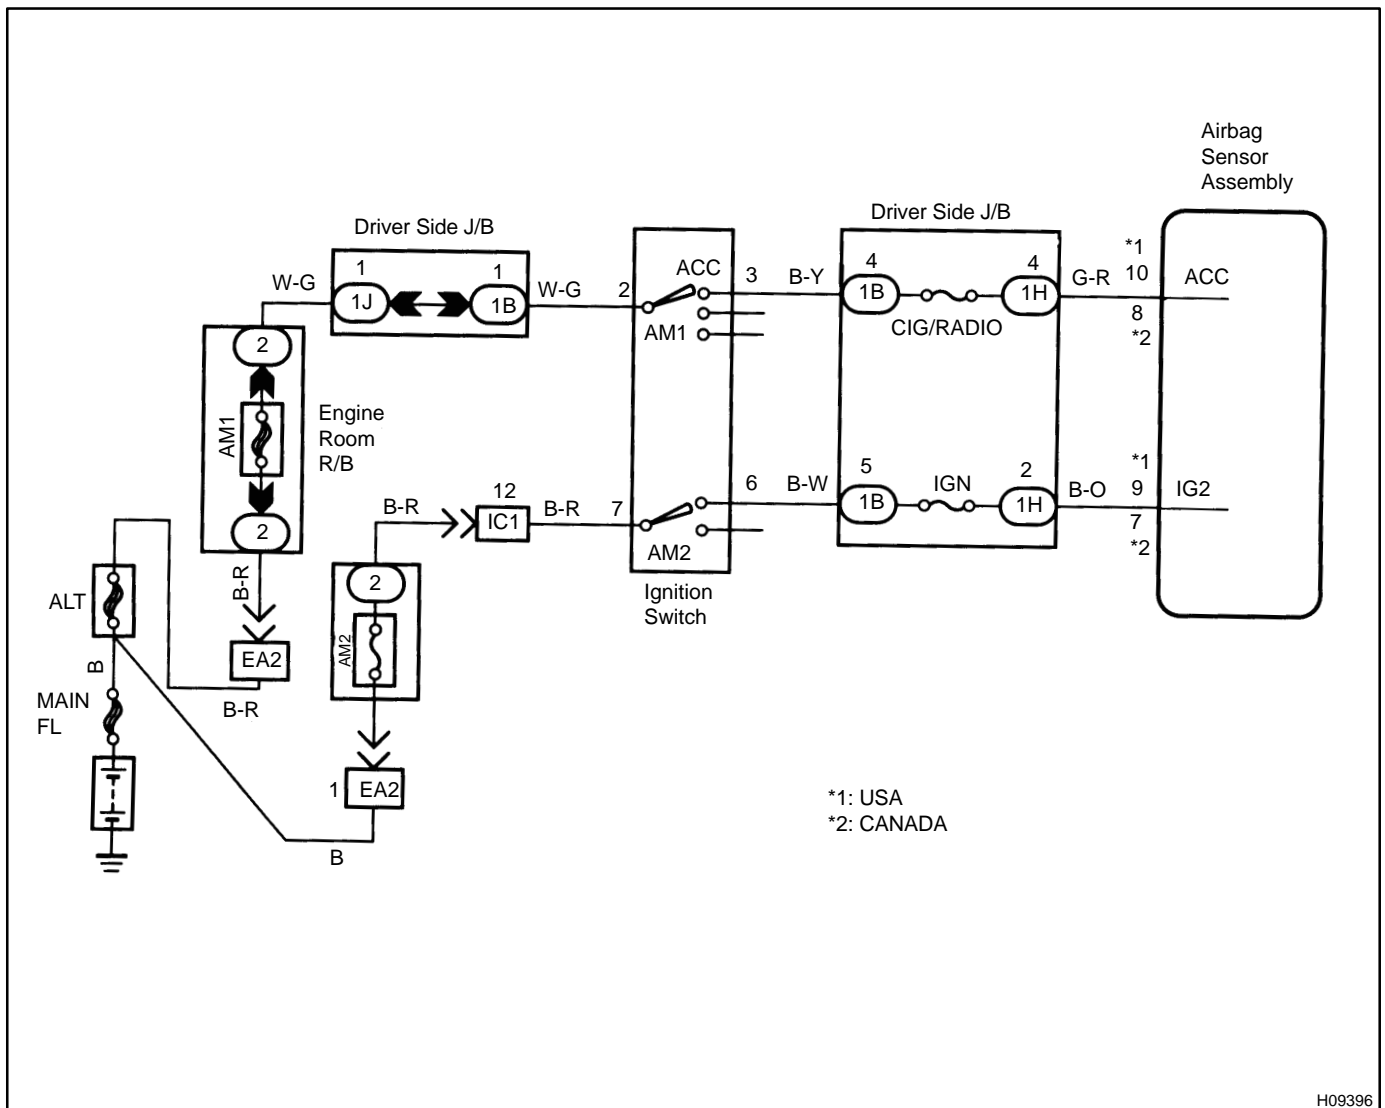 Airbag
Sensor
Assembly
Driver Side J/B
Driver Side J/B
W-G
1
1J
1
1B
W-G
2
ACC
AM1
3
B-Y
4
1B
CIG/RADIO
4
1H
G-R
*1
10
8
*2
ACC
2
AM1
2
Engine
Room
R/B
B-R
12
IC1
B-R
7
AM2
Ignition
Switch
6
B-W
5
1B
IGN
2
1H
B-O
*1
9
7
*2
IG2
B-R
EA2
B-R
2
AM2
ALT
B
MAIN
FL
1
EA2
B
*1: USA
*2: CANADA
H09396